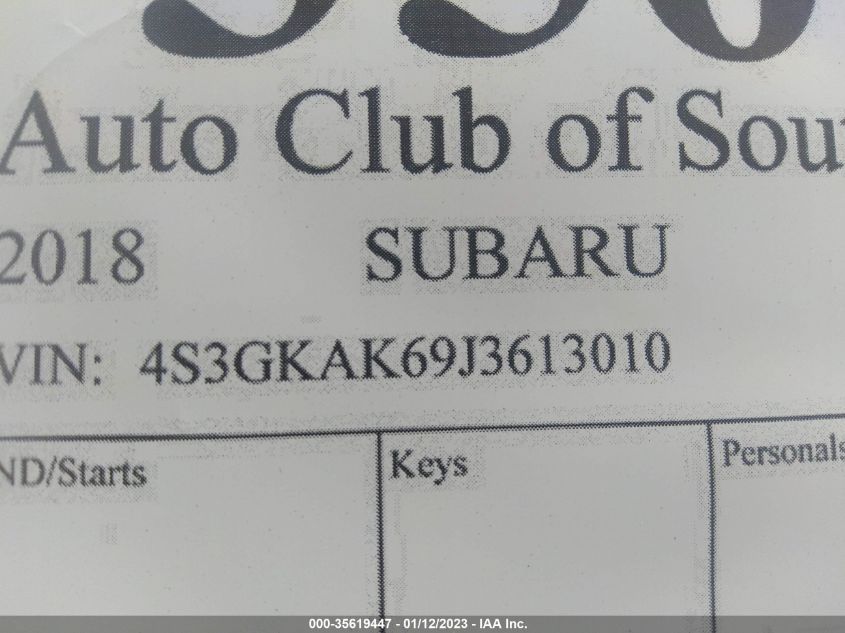 Auto Club of Sou
2018 SUBARU
VIN: 4S3GKAK69J3613010
ND/Starts Keys Personals
000-35619447 - 01/12/2023 - IAA Inc.